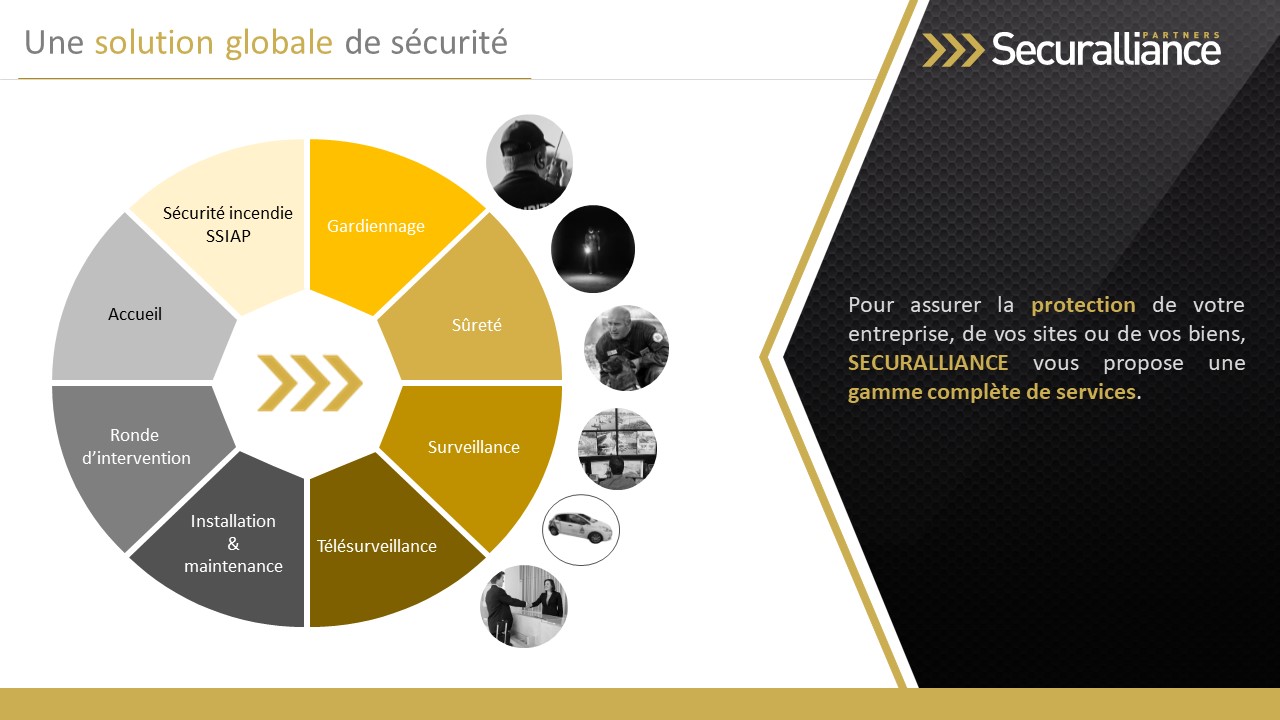 Une solution globale de sécurité
PARTNERS
Securalliance
Sécurité incendie
SSIAP
Gardiennage
Accueil
Sûreté
Ronde
d’intervention
Surveillance
Installation
&
maintenance
Télésurveillance
Pour assurer la protection de votre
entreprise, de vos sites ou de vos biens,
SECURALLIANCE vous propose une
gamme complète de services.